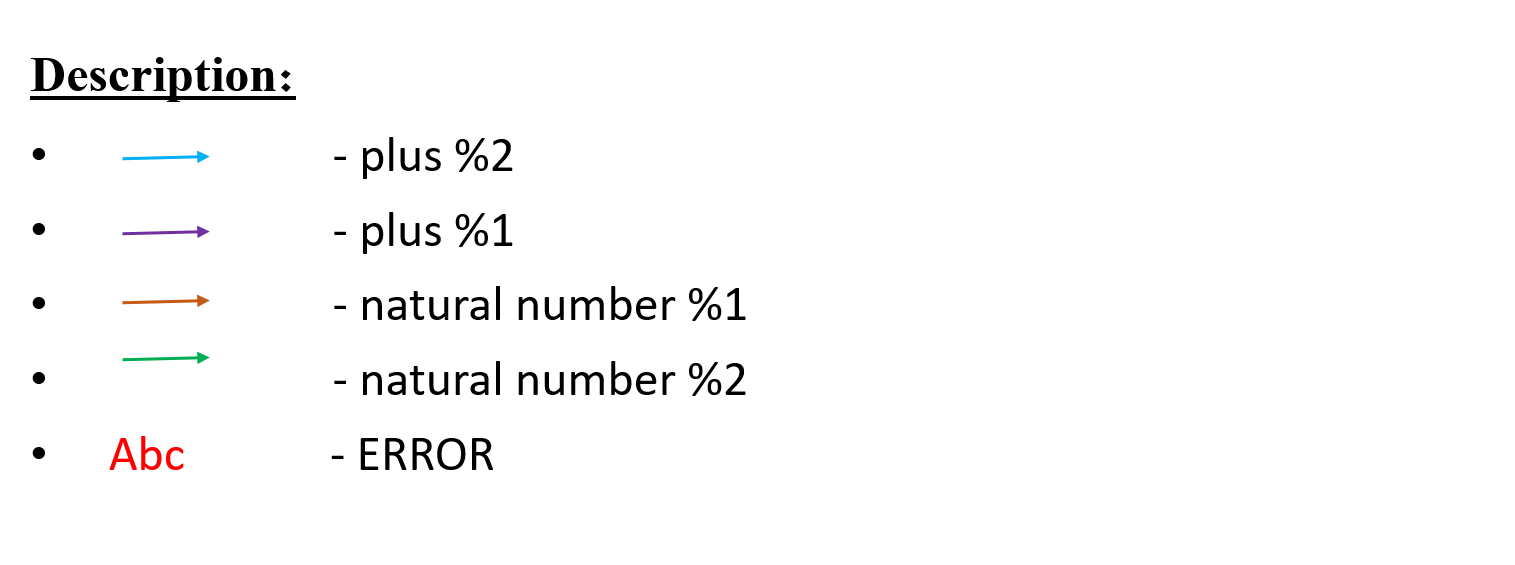 Description:
• - plus %2
• - plus %1
• - natural number %1
• - natural number %2
• Abc - ERROR